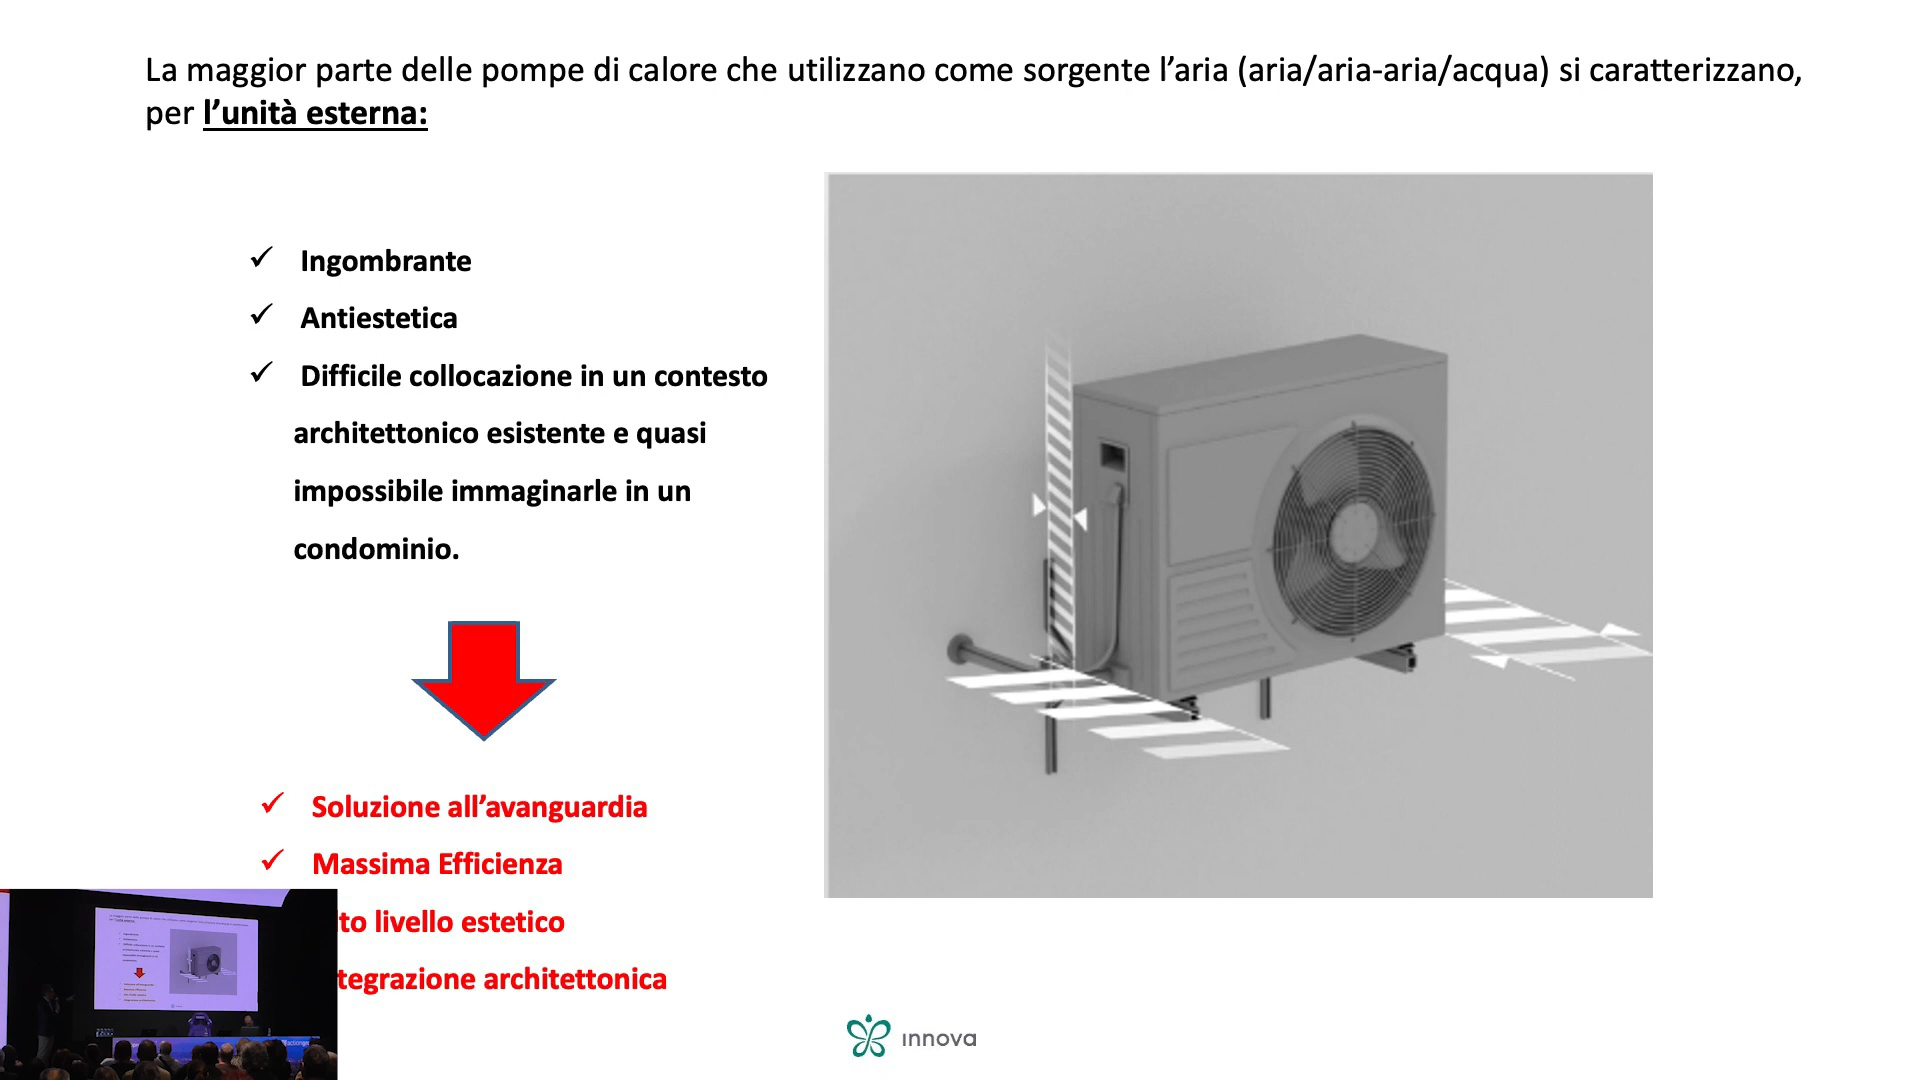 La maggior parte delle pompe di calore che utilizzano come sorgente l’aria (aria/aria-aria/acqua) si caratterizzano,
per l’unità esterna:
✓ Ingombrante
✓ Antiestetica
✓ Difficile collocazione in un contesto
architettonico esistente e quasi
impossibile immaginarle in un
condominio.
✓ Soluzione all’avanguardia
✓ Massima Efficienza
to livello estetico
tegrazione architettonica
ınnova